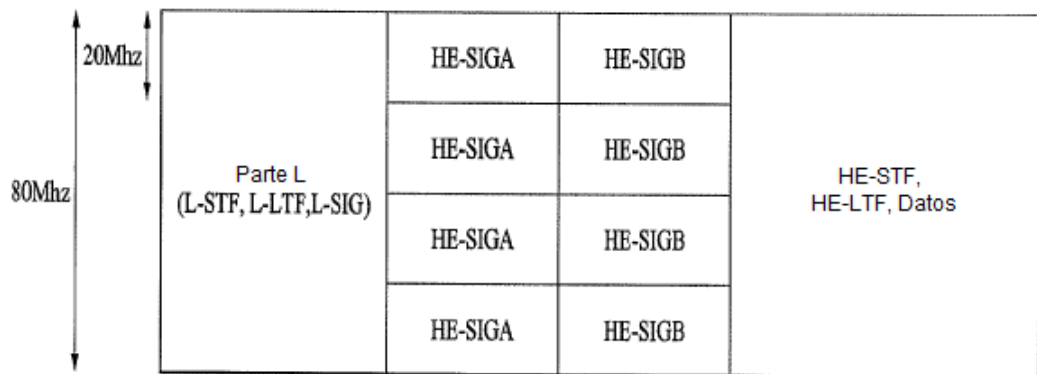 20Mhz
80Mhz
Parte L
(L-STF, L-LTF,L-SIG)
HE-SIGA
HE-SIGB
HE-SIGA
HE-SIGB
HE-SIGA
HE-SIGB
HE-SIGA
HE-SIGB
HE-STF,
HE-LTF, Datos